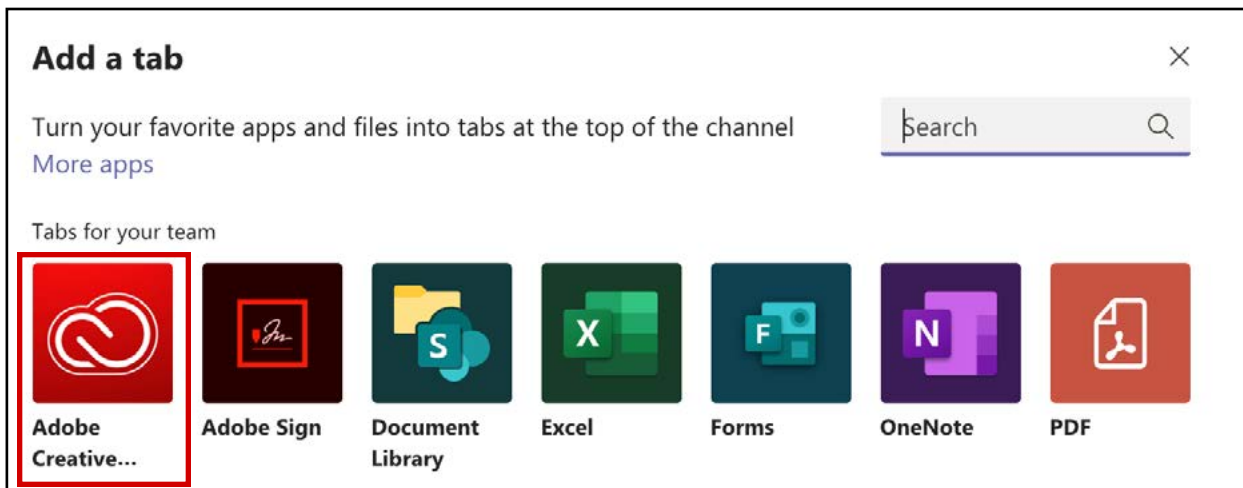 Add a tab
Turn your favorite apps and files into tabs at the top of the channel
Search
More apps
Tabs for your team
S
X
F
N
Adobe
Creative...
Adobe Sign
Document
Library
Excel
Forms
OneNote
PDF